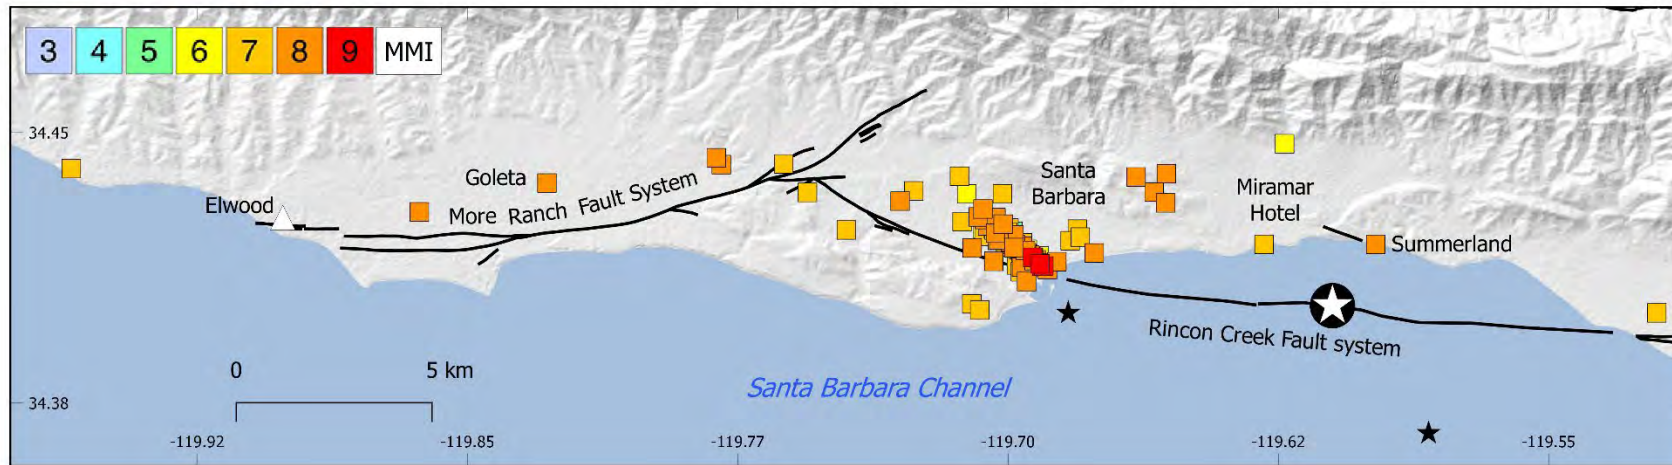 3 4 5 6 7 8 9 MMI
34.45
Goleta
Santa
Barbara
Miramar
Hotel
Elwood
More Ranch Fault System
Summerland
Rincon Creek Fault system
0 5 km
Santa Barbara Channel
34.38
-119.92 -119.85 -119.77 -119.70 -119.62 -119.55